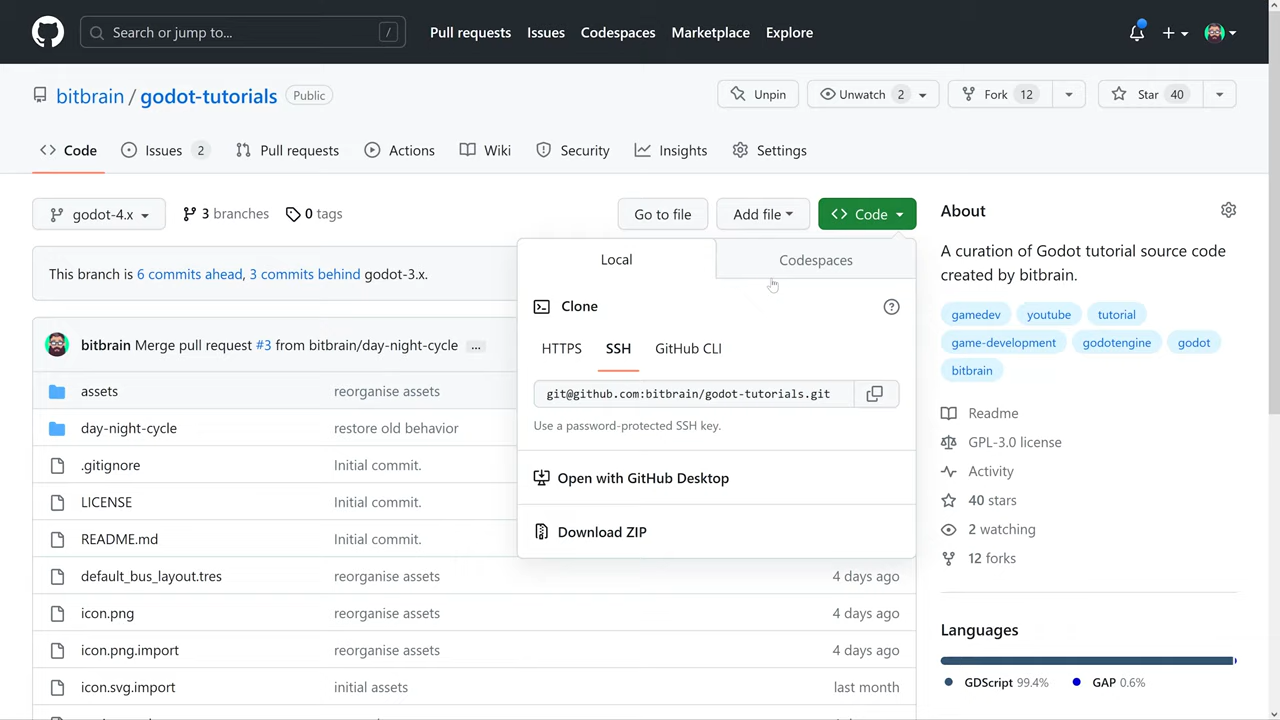 Search or jump to... /
Pull requests Issues Codespaces Marketplace Explore
bitbrain / godot-tutorials Public
Unpin Unwatch 2 Fork 12 Star 40
Code Issues 2 Pull requests Actions Wiki Security Insights Settings
godot-4.x 3 branches 0 tags Go to file Add file Code
This branch is 6 commits ahead, 3 commits behind godot-3.x.
Local Codespaces
Clone
HTTPS SSH GitHub CLI
git@github.com:bitbrain/godot-tutorials.git
Use a password-protected SSH key.
Open with GitHub Desktop
Download ZIP
bitbrain Merge pull request #3 from bitbrain/day-night-cycle ...
assets reorganise assets
day-night-cycle restore old behavior
.gitignore Initial commit.
LICENSE Initial commit.
README.md Initial commit.
default_bus_layout.tres reorganise assets 4 days ago
icon.png reorganise assets 4 days ago
icon.png.import reorganise assets 4 days ago
icon.svg.import initial assets last month
About
A curation of Godot tutorial source code
created by bitbrain.
gamedev youtube tutorial
game-development godotengine godot
bitbrain
Readme
GPL-3.0 license
Activity
40 stars
2 watching
12 forks
Languages
GDScript 99.4% GAP 0.6%